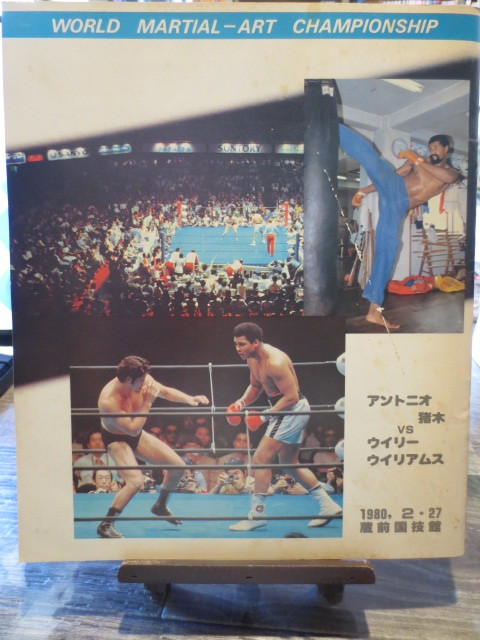 WORLD MARTIAL-ART CHAMPIONSHIP
SUNTORY
アントニオ
猪木
VS
ウイリー
ウイリアムス
1980, 2・27
蔵前国技館